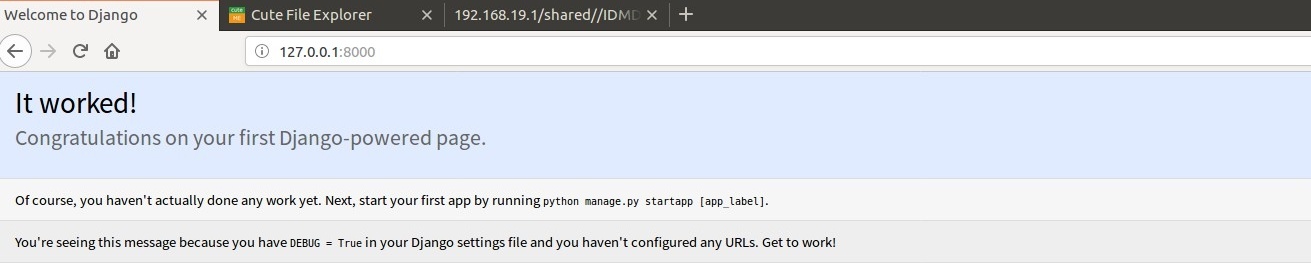 Welcome to Django
Cute File Explorer
192.168.19.1/shared//IDMD
127.0.0.1:8000
It worked!
Congratulations on your first Django-powered page.
Of course, you haven't actually done any work yet. Next, start your first app by running python manage.py startapp [app_label].
You're seeing this message because you have DEBUG = True in your Django settings file and you haven't configured any URLs. Get to work!